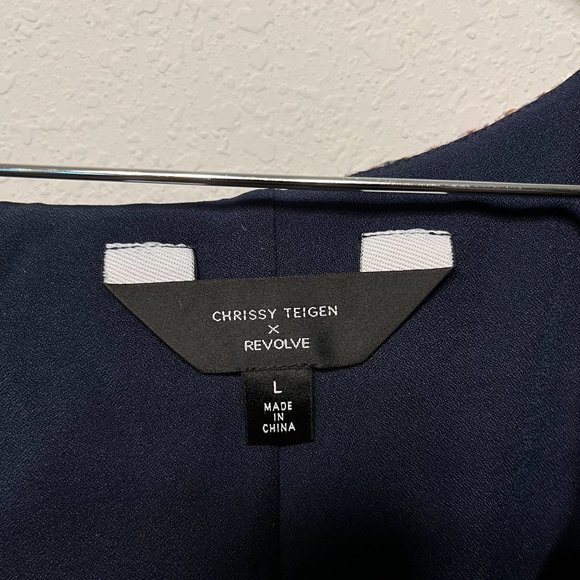 CHRISSY TEIGEN
×
REVOLVE
L
MADE
IN
CHINA